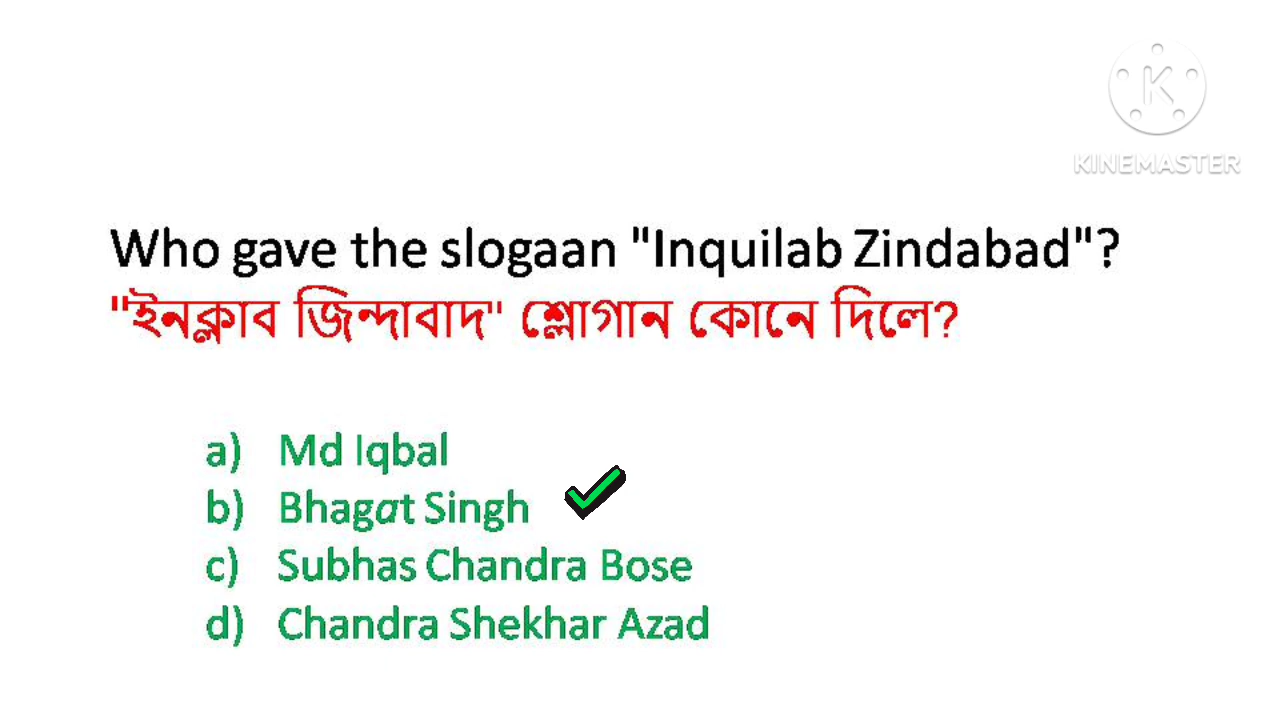 K
KINEMASTER
Who gave the slogaan "Inquilab Zindabad"?
"ইনক্লাব জিন্দাবাদ" শ্লোগান কোনে দিলে?
a) Md Iqbal
b) Bhagat Singh
c) Subhas Chandra Bose
d) Chandra Shekhar Azad